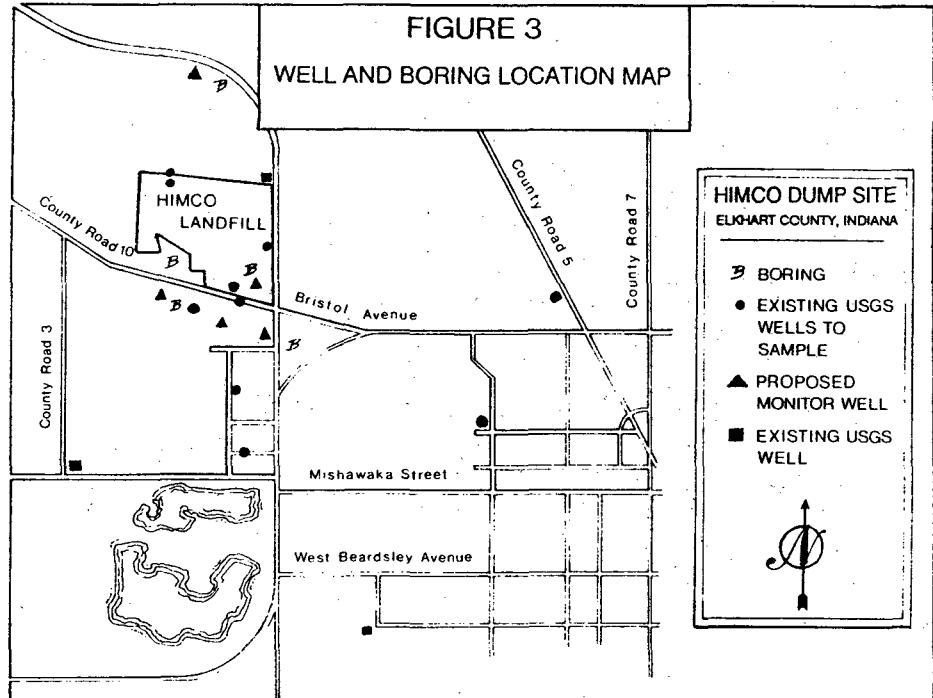 FIGURE 3
WELL AND BORING LOCATION MAP
B
HIMCO
LANDFILL
County Road 10
B
B
B
B
Bristol Avenue
County Road 5
County Road 7
County Road 3
Mishawaka Street
West Beardsley Avenue
HIMCO DUMP SITE
ELKHART COUNTY, INDIANA
B BORING
EXISTING USGS
WELLS TO
SAMPLE
PROPOSED
MONITOR WELL
EXISTING USGS
WELL
N